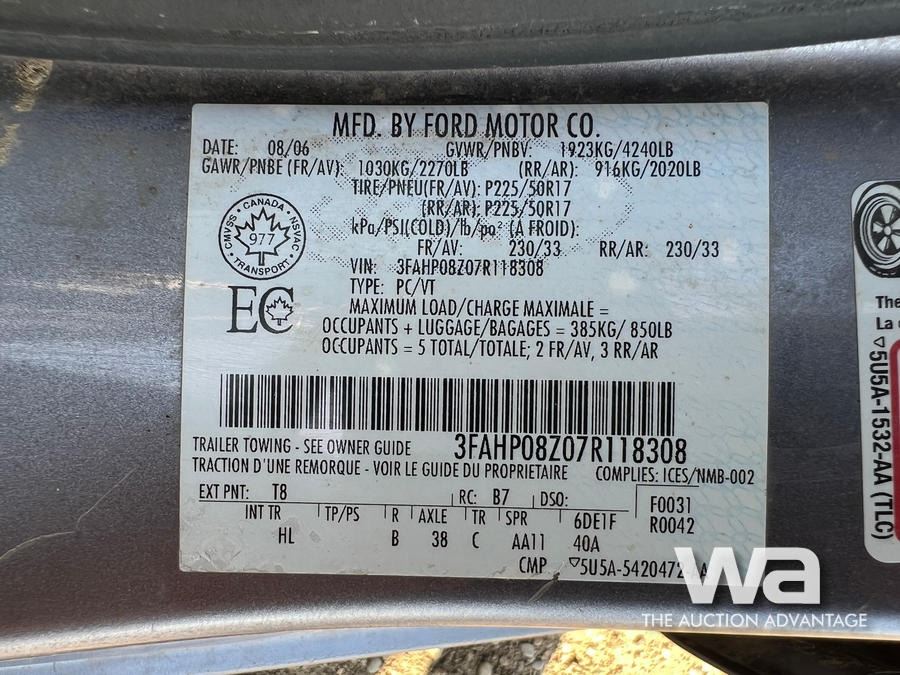 MFD. BY FORD MOTOR CO.
DATE: 08/06 GVWR/PNBV: 1923KG/4240LB
GAWR/PNBE (FR/AV): 1030KG/2270LB (RR/AR): 916KG/2020LB
TIRE/PNEU(FR/AV): P225/50R17
(RR/AR): P225/50R17
kPa/PSI(COLD)/lb/po² (A FROID):
FR/AV: 230/33 RR/AR: 230/33
CMVSS CANADA NSVAC
977
TRANSPORT
VIN: 3FAHP08Z07R118308
TYPE: PC/VT
EC
MAXIMUM LOAD/CHARGE MAXIMALE =
OCCUPANTS + LUGGAGE/BAGAGES = 385KG/ 850LB
OCCUPANTS = 5 TOTAL/TOTALE; 2 FR/AV, 3 RR/AR
TRAILER TOWING - SEE OWNER GUIDE 3FAHP08Z07R118308
TRACTION D'UNE REMORQUE - VOIR LE GUIDE DU PROPRIETAIRE COMPLIES: ICES/NMB-002
EXT PNT: T8 RC: B7 DSO: F0031
INT TR TP/PS R AXLE TR SPR 6DE1F R0042
HL B 38 C AA11 40A
CMP 5U5A-5420472-
The
La
5U5A-1532-AA (TLC)
wa
THE AUCTION ADVANTAGE